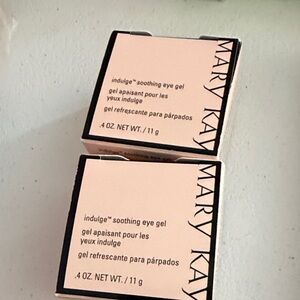 indulge™ soothing eye gel
gel apaisant pour les
yeux indulge
gel refrescante para párpados
.4 OZ. NET WT. / 11 g
MARY KAY
indulge™ soothing eye gel
gel apaisant pour les
yeux indulge
gel refrescante para párpados
.4 OZ. NET WT. / 11 g
MARY KAY